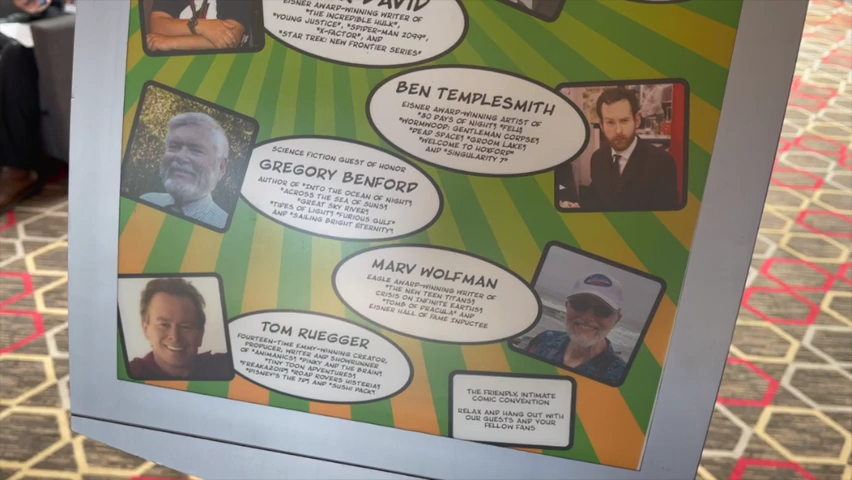 DAVID
EISNER AWARD-WINNING WRITER OF
"THE INCREDIBLE HULK",
"YOUNG JUSTICE", "SPIDER-MAN 2099",
"X-FACTOR", AND
"STAR TREK: NEW FRONTIER SERIES"
BEN TEMPLESMITH
EISNER AWARD-WINNING ARTIST OF
"30 DAYS OF NIGHT", "FELL",
"WORMWOOD: GENTLEMAN CORPSE",
"DEAD SPACE", "GROOM LAKE",
"WELCOME TO HOXFORD",
AND "SINGULARITY 7"
SCIENCE FICTION GUEST OF HONOR
GREGORY BENFORD
AUTHOR OF "INTO THE OCEAN OF NIGHT",
"ACROSS THE SEA OF SUNS",
"GREAT SKY RIVER",
"TIDES OF LIGHT", "FURIOUS GULF"
AND "SAILING BRIGHT ETERNITY",
MARV WOLFMAN
EAGLE AWARD-WINNING WRITER OF
"THE NEW TEEN TITANS",
CRISIS ON INFINITE EARTHS",
"TOMB OF DRACULA" AND
EISNER HALL OF FAME INDUCTEE
TOM RUEGGER
FOURTEEN-TIME EMMY-WINNING CREATOR,
PRODUCER, WRITER AND SHOWRUNNER
OF "ANIMANICS", "PINKY AND THE BRAIN",
"TINY TOON ADVENTURES",
"FREAKAZOID", "ROAD ROVERS HISTERIA",
"DISNEY'S THE 7D", AND "SUSHI PACK",
THE FRIENDLY, INTIMATE
COMIC CONVENTION
RELAX AND HANG OUT WITH
OUR GUESTS AND YOUR
FELLOW FANS